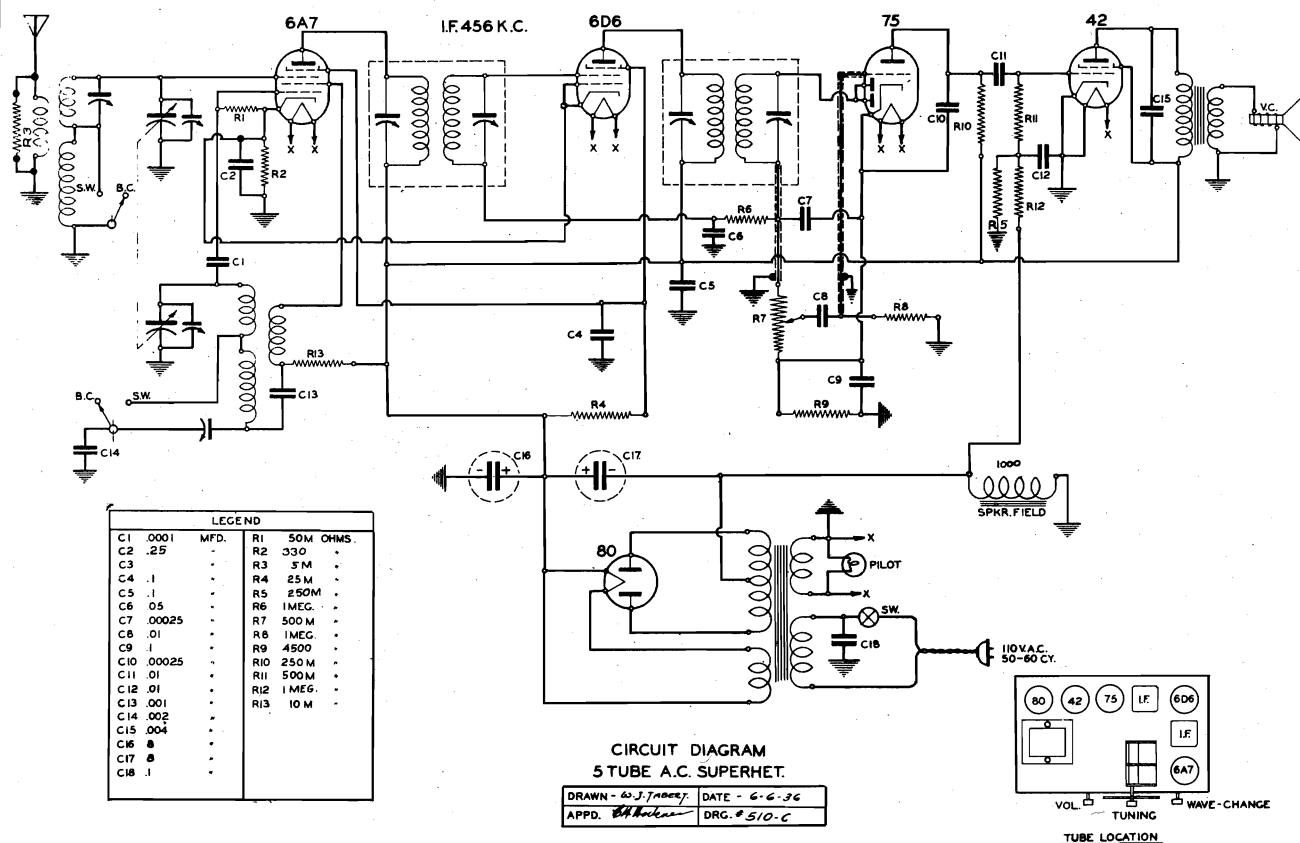 6A7
I.F. 456 K.C.
6D6
75
42
C11
R3
R1
C2
R2
X X
X X
X X
X
C10
R10
R11
C15
V.C.
C12
R12
R5
S.W.
B.C.
C7
R6
C6
C1
C5
R7
C8
R8
C4
R13
C13
C9
R9
R4
B.C.
S.W.
C14
C16
- +
C17
+ -
1000
SPKR. FIELD
80
X
PILOT
X
SW.
C18
110 V.A.C.
50-60 CY.
LEGEND
C1 .0001 MFD. R1 50M OHMS.
C2 .25 " R2 330 "
C3 R3 5M "
C4 .1 " R4 25M "
C5 .1 " R5 250M "
C6 .05 " R6 1MEG. "
C7 .00025 " R7 500M "
C8 .01 " R8 1MEG. "
C9 .1 " R9 4500 "
C10 .00025 " R10 250M "
C11 .01 " R11 500M "
C12 .01 " R12 1MEG. "
C13 .001 " R13 10M "
C14 .002 "
C15 .004 "
C16 8 "
C17 8 "
C18 .1 "
CIRCUIT DIAGRAM
5 TUBE A.C. SUPERHET.
DRAWN - W.J. TABERT. DATE - 6-6-36
APPD. DRG. # 510-C
80 42 75 I.F. 6D6
I.F.
6A7
VOL. TUNING WAVE-CHANGE
TUBE LOCATION